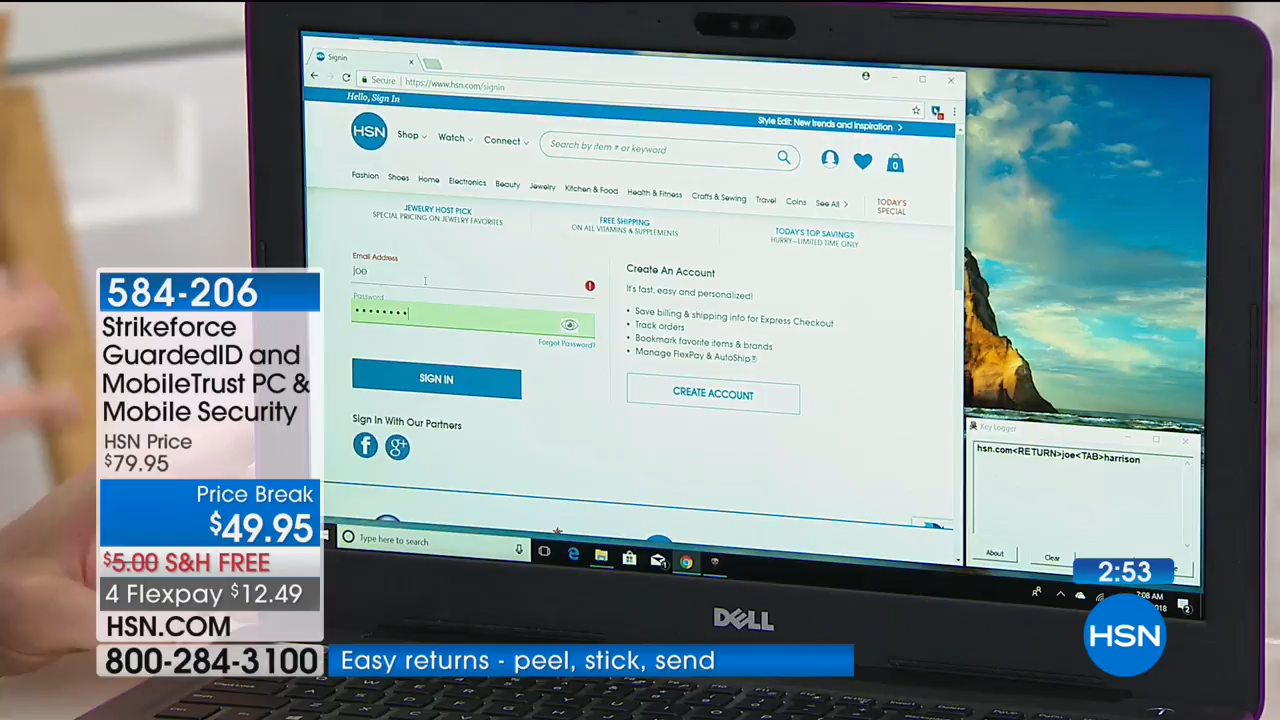 Signin
Secure | https://www.hsn.com/signin
Hello, Sign In
Style Edit: New trends and inspiration >
HSN
Shop
Watch
Connect
Search by item # or keyword
0
Fashion
Shoes
Home
Electronics
Beauty
Jewelry
Kitchen & Food
Health & Fitness
Crafts & Sewing
Travel
Coins
See All >
TODAY'S
SPECIAL
JEWELRY HOST PICK
SPECIAL PRICING ON JEWELRY FAVORITES
FREE SHIPPING
ON ALL VITAMINS & SUPPLEMENTS
TODAY'S TOP SAVINGS
HURRY—LIMITED TIME ONLY
Email Address
joe
Password
Forgot Password?
SIGN IN
Sign In With Our Partners
f
g+
Create An Account
It's fast, easy and personalized!
• Save billing & shipping info for Express Checkout
• Track orders
• Bookmark favorite items & brands
• Manage FlexPay & AutoShip®
CREATE ACCOUNT
Key Logger
hsn.com<RETURN>joe<TAB>harrison
About
Clear
Type here to search
7:08 AM
DELL
584-206
Strikeforce
GuardedID and
MobileTrust PC &
Mobile Security
HSN Price
$79.95
Price Break
$49.95
$5.00 S&H FREE
4 Flexpay $12.49
HSN.COM
800-284-3100
Easy returns - peel, stick, send
2:53
HSN